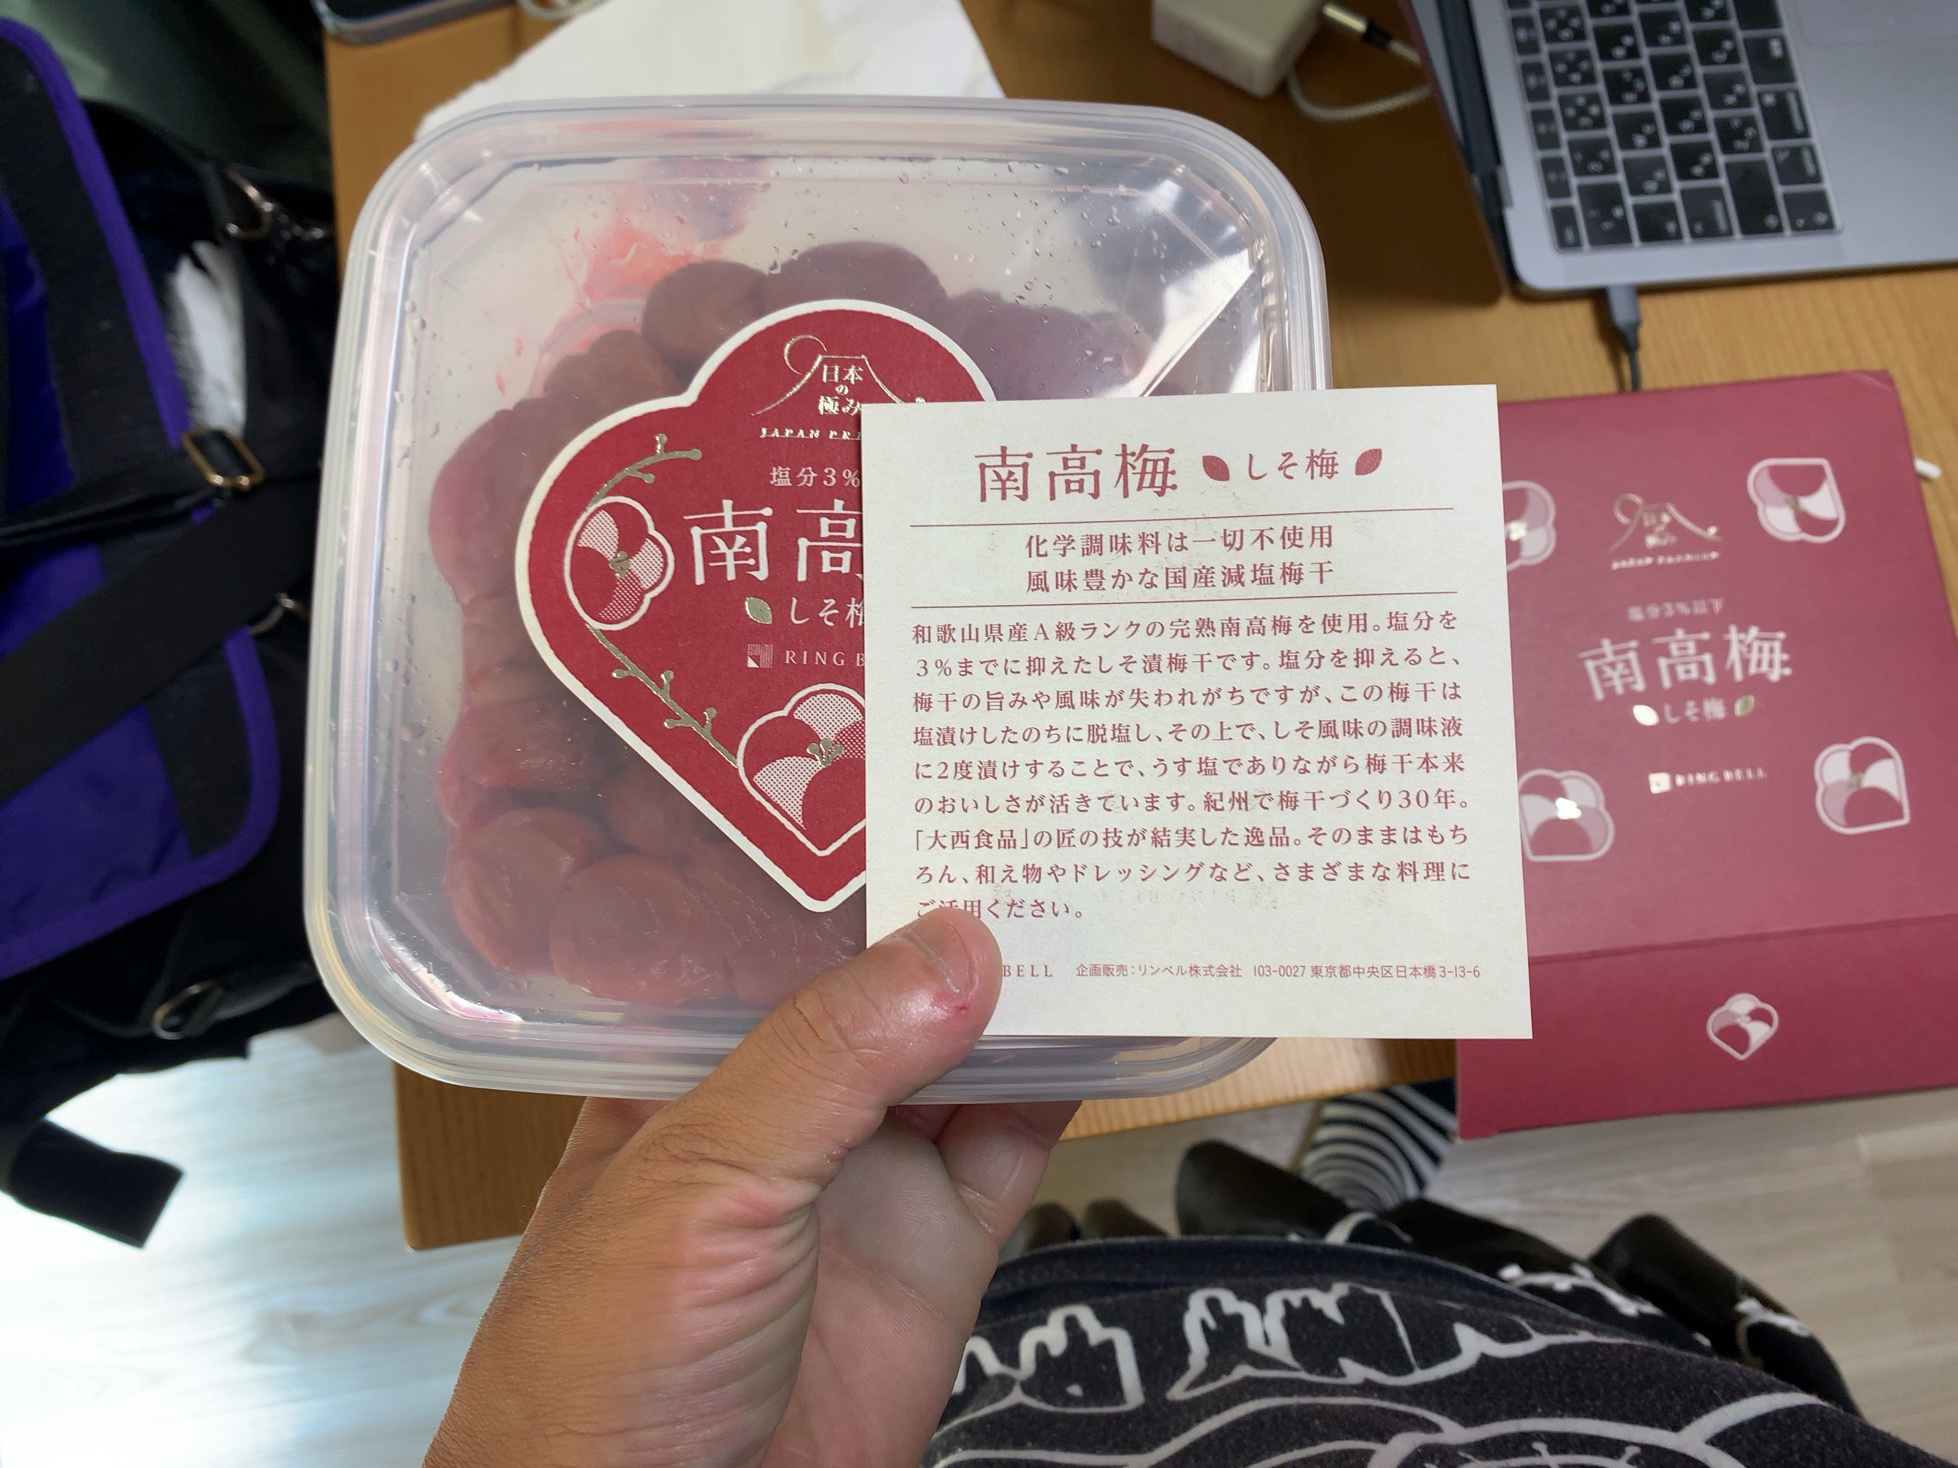 日本
の
極み
塩分3%
南高
しそ
RING
南高梅 しそ梅
化学調味料は一切不使用
風味豊かな国産減塩梅干
和歌山県産A級ランクの完熟南高梅を使用。塩分を
3%までに抑えたしそ漬梅干です。塩分を抑えると、
梅干の旨みや風味が失われがちですが、この梅干は
塩漬けしたのちに脱塩し、その上で、しそ風味の調味液
に2度漬けすることで、うす塩でありながら梅干本来
のおいしさが活きています。紀州で梅干づくり30年。
「大西食品」の匠の技が結実した逸品。そのままはもち
ろん、和え物やドレッシングなど、さまざまな料理に
ご活用ください。
BELL 企画販売:リンベル株式会社 103-0027 東京都中央区日本橋3-13-6
日本
の
極み
JAPAN PREMIUM
塩分3%以下
南高梅
しそ梅
RING BELL